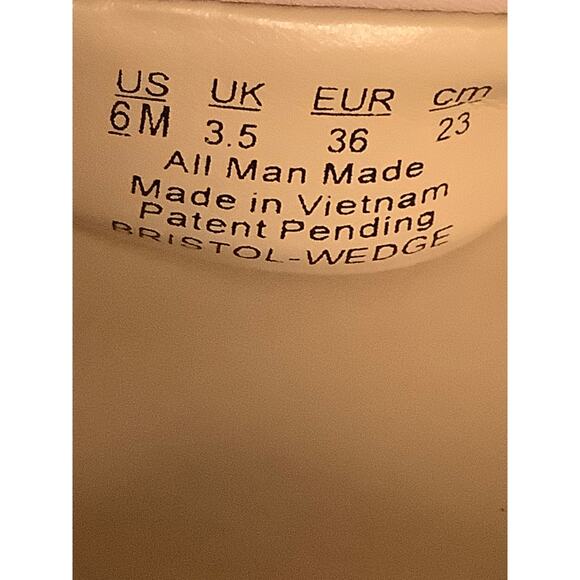 US UK EUR cm
6M 3.5 36 23
All Man Made
Made in Vietnam
Patent Pending
BRISTOL-WEDGE